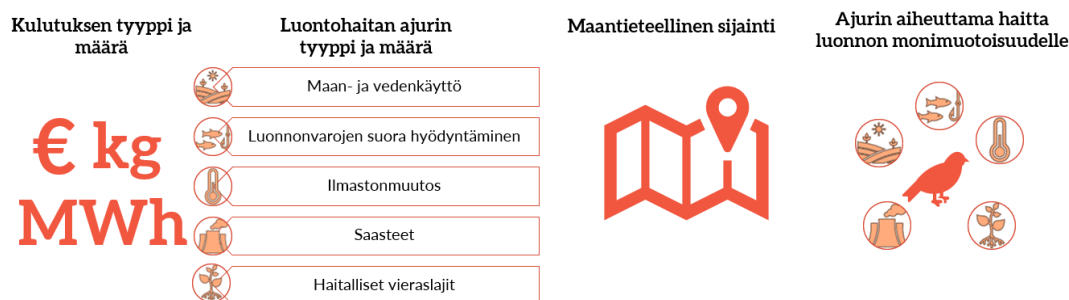 Kulutuksen tyyppi ja
määrä
€ kg
MWh
Luontohaitan ajurin
tyyppi ja määrä
Maan- ja vedenkäyttö
Luonnonvarojen suora hyödyntäminen
Ilmastonmuutos
Saasteet
Haitalliset vieraslajit
Maantieteellinen sijainti
Ajurin aiheuttama haitta
luonnon monimuotoisuudelle